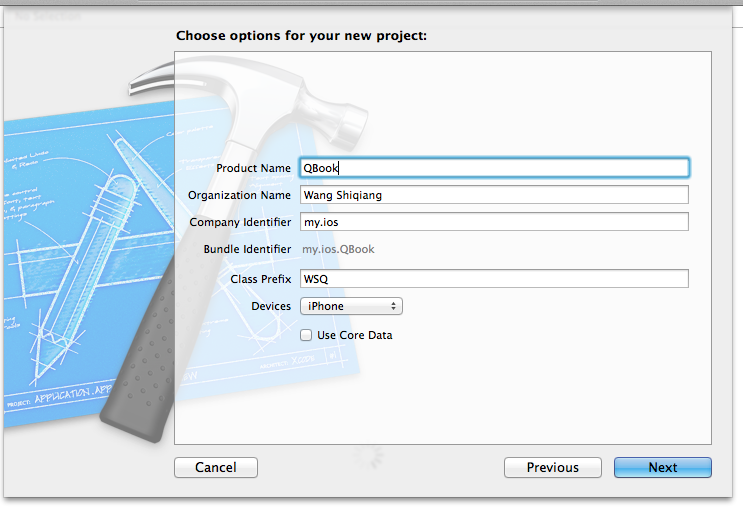 No Selection
Choose options for your new project:
Product Name QBook
Organization Name Wang Shiqiang
Company Identifier my.ios
Bundle Identifier my.ios.QBook
Class Prefix WSQ
Devices iPhone
Use Core Data
PROJECT: APPLICATION.APP
Cancel Previous Next